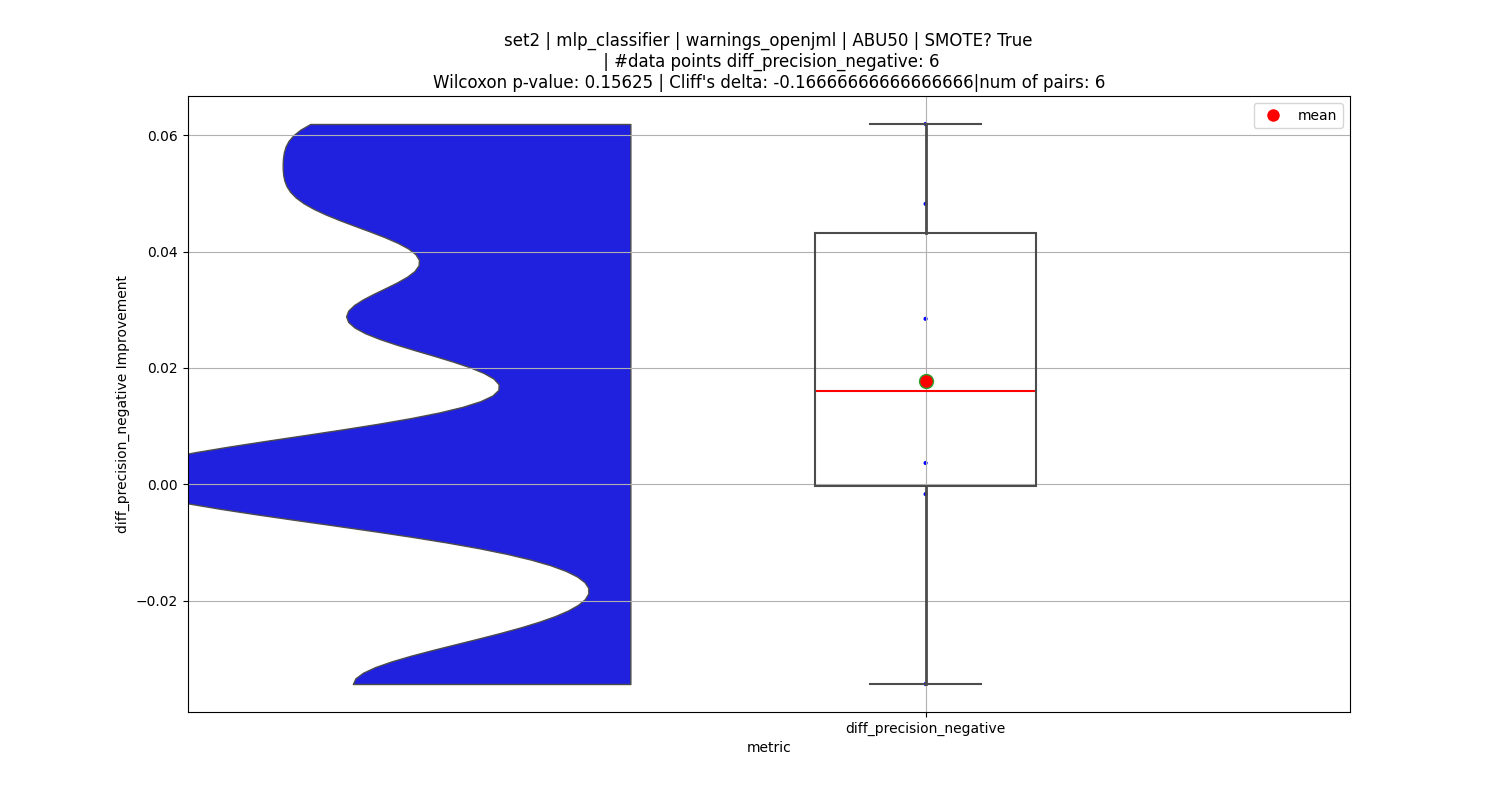 set2 | mlp_classifier | warnings_openjml | ABU50 | SMOTE? True
| #data points diff_precision_negative: 6
Wilcoxon p-value: 0.15625 | Cliff's delta: -0.16666666666666666|num of pairs: 6
mean
0.06
0.04
0.02
0.00
−0.02
diff_precision_negative Improvement
diff_precision_negative
metric